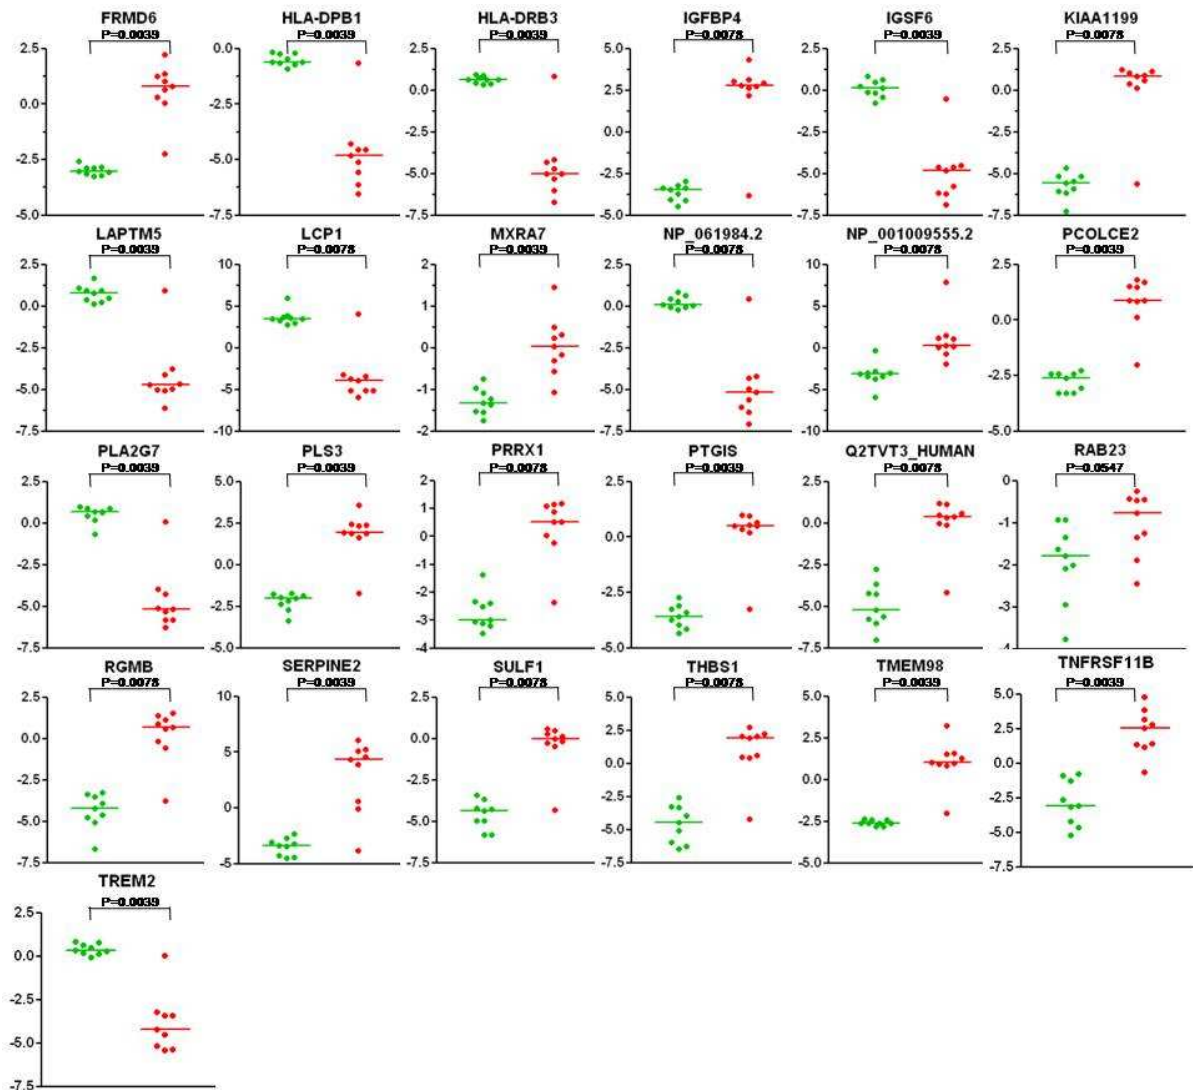 FRMD6 HLA-DPB1 HLA-DRB3 IGFBP4 IGSF6 KIAA1199
P=0.0039 P=0.0039 P=0.0039 P=0.0078 P=0.0039 P=0.0078
2.5 0.0 2.5 5.0 2.5 2.5
0.0 -2.5 0.0 2.5 0.0 0.0
-2.5 -5.0 -2.5 0.0 -2.5 -2.5
-5.0 -7.5 -5.0 -2.5 -5.0 -5.0
-7.5 -5.0 -7.5 -7.5
LAPTM5 LCP1 MXRA7 NP_061984.2 NP_001009555.2 PCOLCE2
P=0.0039 P=0.0078 P=0.0039 P=0.0078 P=0.0078 P=0.0039
2.5 10 2 2.5 10 2.5
0.0 5 1 0.0 5 0.0
-2.5 0 0 -2.5 0 -2.5
-5.0 -5 -1 -5.0 -5 -5.0
-7.5 -10 -2 -7.5 -10
PLA2G7 PLS3 PRRX1 PTGIS Q2TVT3_HUMAN RAB23
P=0.0039 P=0.0039 P=0.0078 P=0.0039 P=0.0078 P=0.0547
2.5 5.0 2 2.5 2.5 0
0.0 2.5 1 0.0 0.0 -1
-2.5 0.0 0 -2.5 -2.5 -2
-5.0 -2.5 -1 -5.0 -5.0 -3
-7.5 -5.0 -2 -7.5 -4
-3
-4
RGMB SERPINE2 SULF1 THBS1 TMEM98 TNFRSF11B
P=0.0078 P=0.0039 P=0.0078 P=0.0078 P=0.0039 P=0.0039
2.5 10 2.5 5.0 5.0 5.0
0.0 5 0.0 2.5 2.5 2.5
-2.5 0 -2.5 0.0 0.0 0.0
-5.0 -5 -5.0 -2.5 -2.5 -2.5
-7.5 -7.5 -5.0 -5.0 -5.0
-7.5 -7.5
TREM2
P=0.0039
2.5
0.0
-2.5
-5.0
-7.5